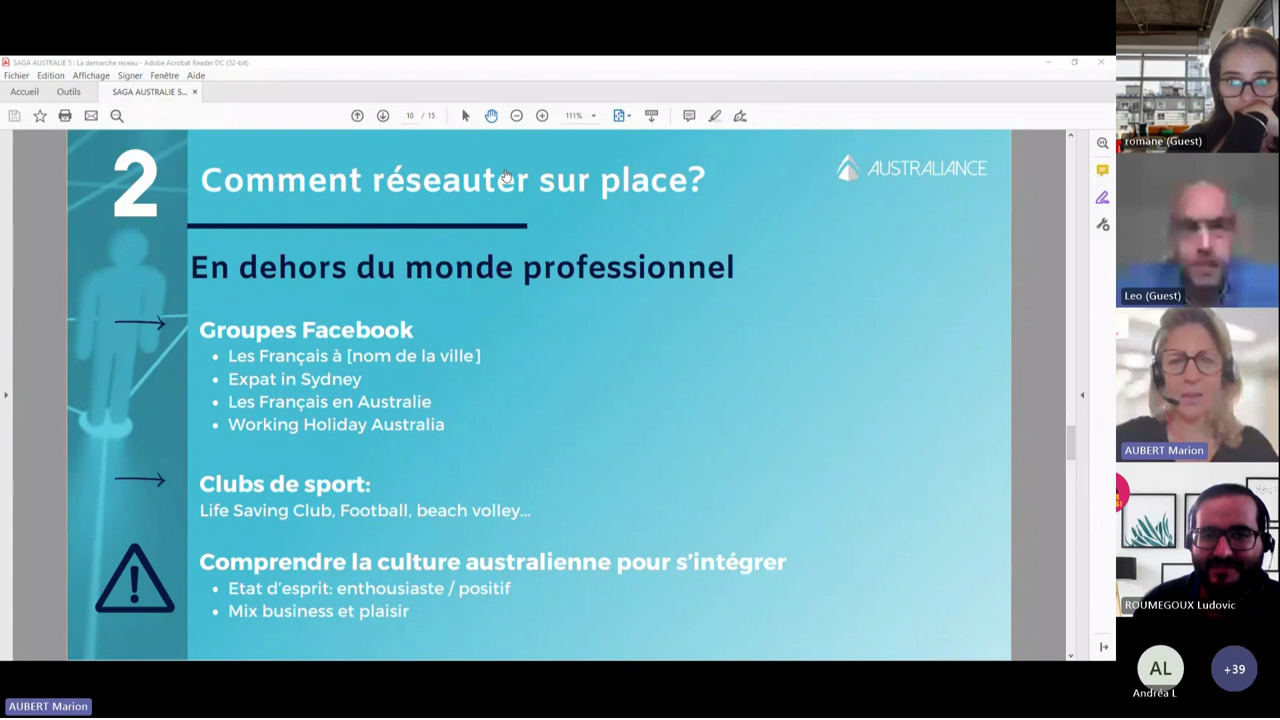 SAGA AUSTRALIE 5 : La demarche reseau - Adobe Acrobat Reader DC (32-bit)
Fichier Edition Affichage Signer Fenêtre Aide
Accueil Outils SAGA AUSTRALIE 5... ×
10 / 15 111%
2
Comment réseauter sur place?
AUSTRALIANCE
En dehors du monde professionnel
Groupes Facebook
• Les Français à [nom de la ville]
• Expat in Sydney
• Les Français en Australie
• Working Holiday Australia
Clubs de sport:
Life Saving Club, Football, beach volley...
Comprendre la culture australienne pour s'intégrer
• Etat d'esprit: enthousiaste / positif
• Mix business et plaisir
romane (Guest)
Leo (Guest)
AUBERT Marion
ROUMEGOUX Ludovic
AL
Andréa L
+39
AUBERT Marion